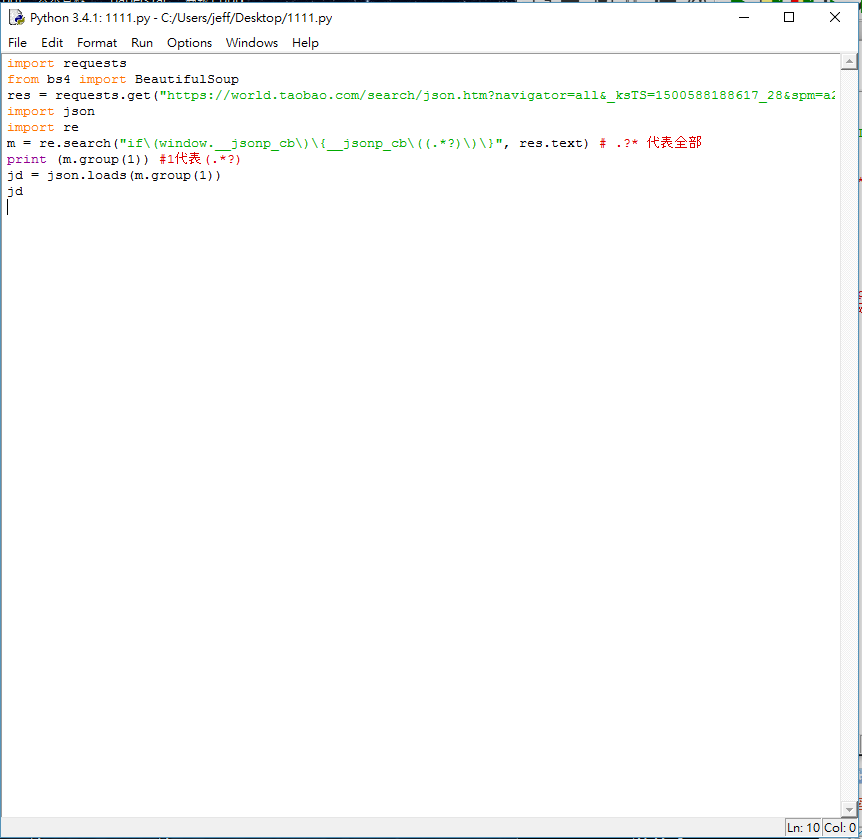 Python 3.4.1: 1111.py - C:/Users/jeff/Desktop/1111.py
File Edit Format Run Options Windows Help
import requests
from bs4 import BeautifulSoup
res = requests.get("https://world.taobao.com/search/json.htm?navigator=all&_ksTS=1500588188617_28&spm=a2
import json
import re
m = re.search("if\(window.__jsonp_cb\)\{__jsonp_cb\((.*?)\)\}", res.text) # .?* 代表全部
print (m.group(1)) #1代表(.*?)
jd = json.loads(m.group(1))
jd
Ln: 10 Col: 0